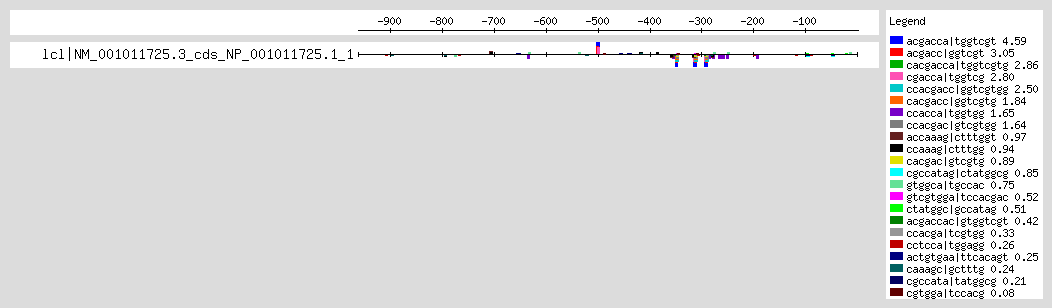 -900 -800 -700 -600 -500 -400 -300 -200 -100
lcl|NM_001011725.3_cds_NP_001011725.1_1
Legend
acgacca|tggtcgt 4.59
acgacc|ggtcgt 3.05
cacgacca|tggtcgtg 2.86
cgacca|tggtcg 2.80
ccacgacc|ggtcgtgg 2.50
cacgacc|ggtcgtg 1.84
ccacca|tggtgg 1.65
ccacgac|gtcgtgg 1.64
accaaag|ctttggt 0.97
ccaaag|ctttgg 0.94
cacgac|gtcgtg 0.89
cgccatag|ctatggcg 0.85
gtggca|tgccac 0.75
gtcgtgga|tccacgac 0.52
ctatggc|gccatag 0.51
acgaccac|gtggtcgt 0.42
ccacga|tcgtgg 0.33
cctcca|tggagg 0.26
actgtgaa|ttcacagt 0.25
caaagc|gctttg 0.24
cgccata|tatggcg 0.21
cgtgga|tccacg 0.08